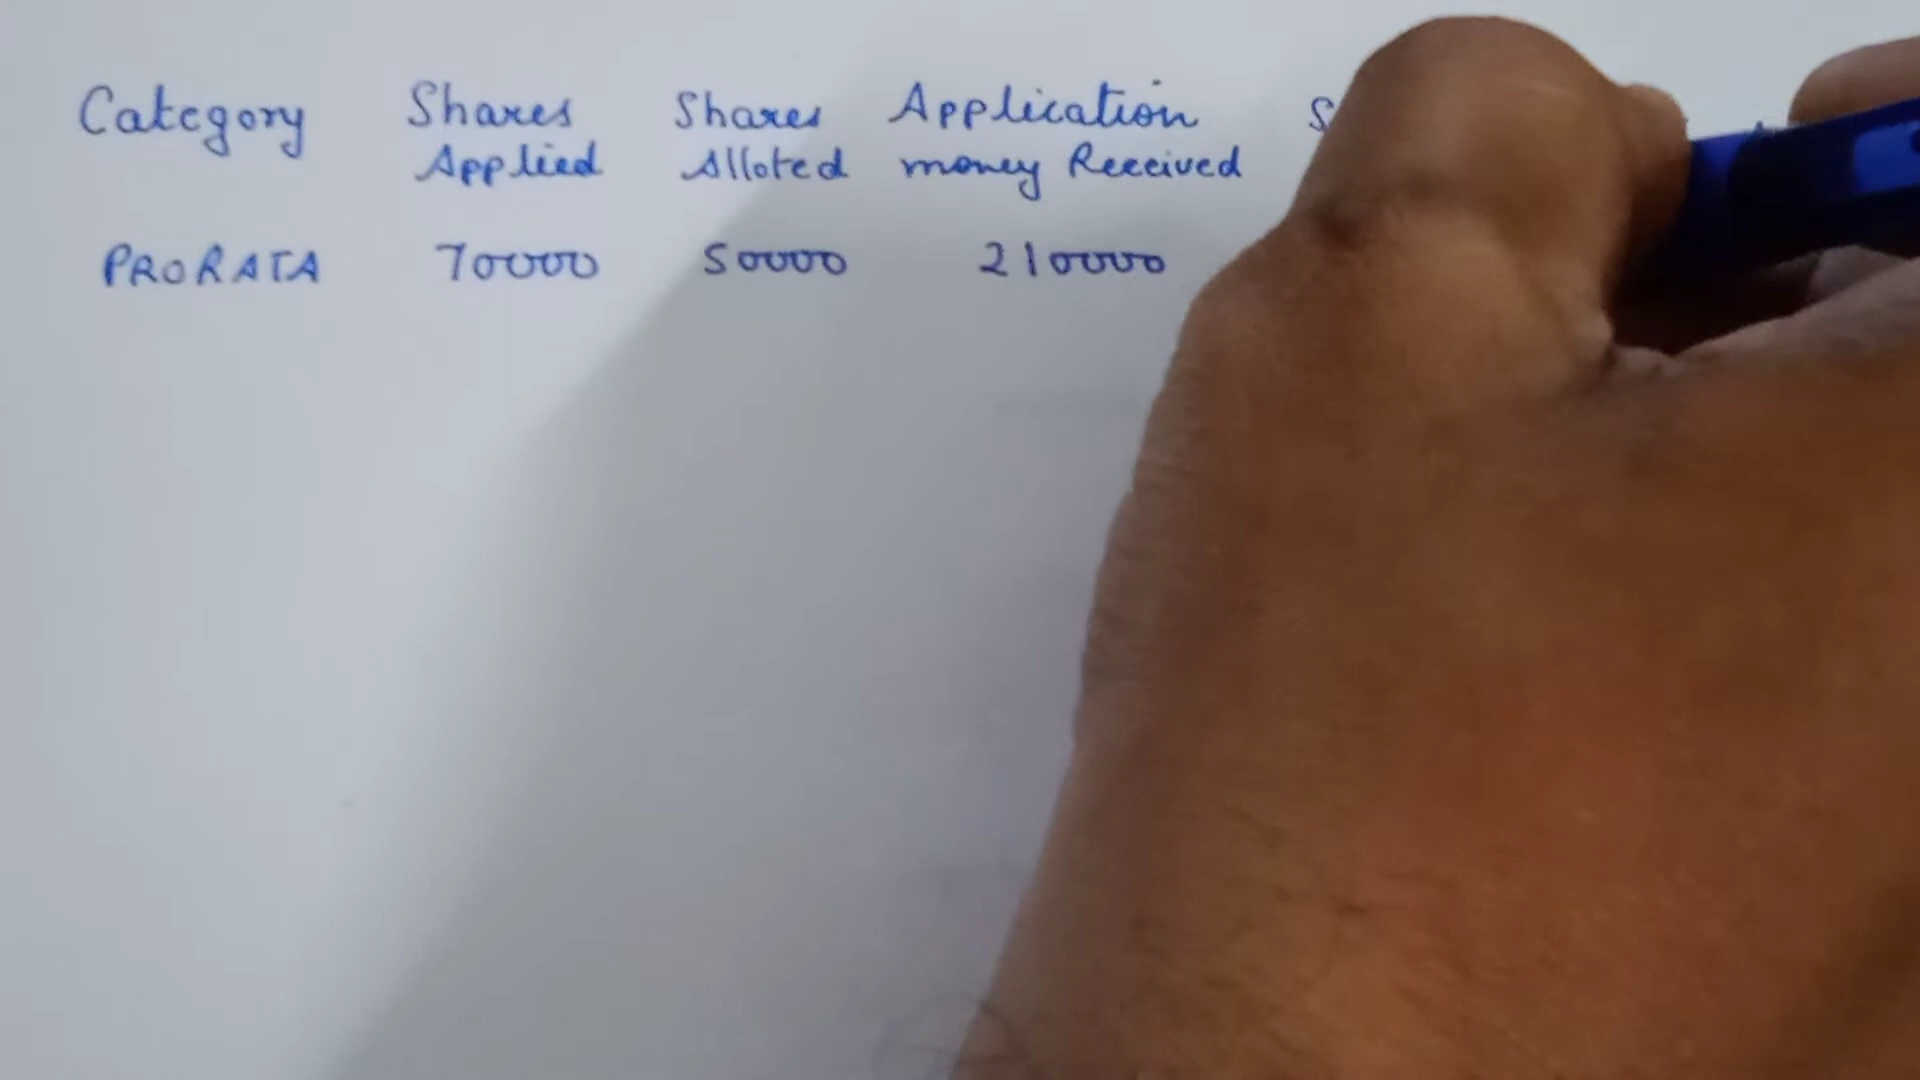 Category Shares Shares Application
Applied Alloted money Received
PRORATA 70000 50000 210000